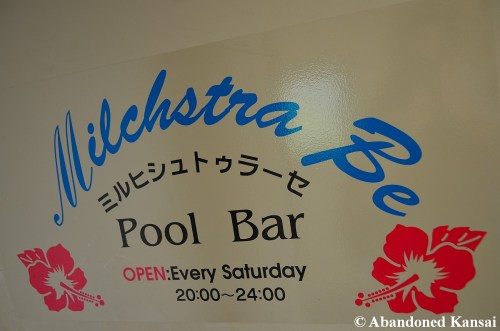 Milchstra Be
ミルヒシュトゥラーセ
Pool Bar
OPEN:Every Saturday
20:00～24:00
© Abandoned Kansai